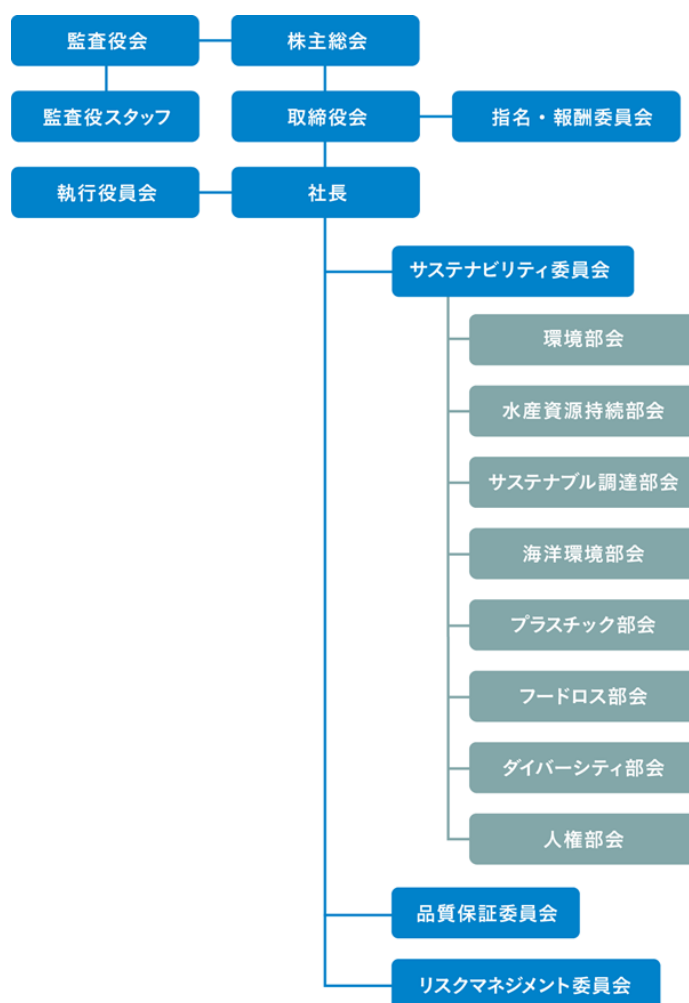 監査役会
株主総会
監査役スタッフ
取締役会
指名・報酬委員会
執行役員会
社長
サステナビリティ委員会
環境部会
水産資源持続部会
サステナブル調達部会
海洋環境部会
プラスチック部会
フードロス部会
ダイバーシティ部会
人権部会
品質保証委員会
リスクマネジメント委員会